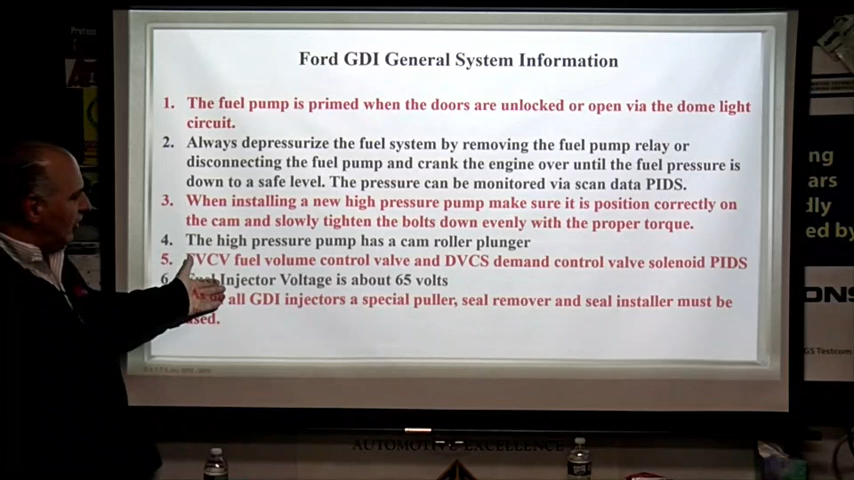 Ford GDI General System Information
1. The fuel pump is primed when the doors are unlocked or open via the dome light
circuit.
2. Always depressurize the fuel system by removing the fuel pump relay or
disconnecting the fuel pump and crank the engine over until the fuel pressure is
down to a safe level. The pressure can be monitored via scan data PIDS.
3. When installing a new high pressure pump make sure it is position correctly on
the cam and slowly tighten the bolts down evenly with the proper torque.
4. The high pressure pump has a cam roller plunger
5. fuel volume control valve and DVCS demand control valve solenoid PIDS
6 Injector Voltage is about 65 volts
all GDI injectors a special puller, seal remover and seal installer must be
AUTOMOTIVE EXCELLENCE
ng
ars
dly
ed by
ONS
GS Testcom